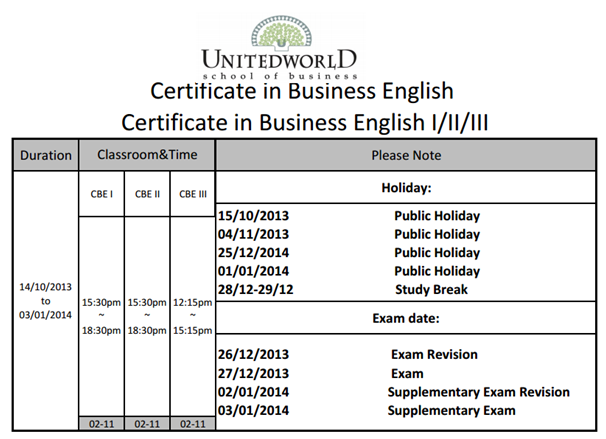 UNITEDWORLD
school of business
Certificate in Business English
Certificate in Business English I/II/III
Duration Classroom&Time Please Note
CBE I CBE II CBE III Holiday:
15/10/2013 Public Holiday
04/11/2013 Public Holiday
25/12/2014 Public Holiday
01/01/2014 Public Holiday
28/12-29/12 Study Break
14/10/2013
to
03/01/2014
15:30pm 15:30pm 12:15pm
~ ~ ~
18:30pm 18:30pm 15:15pm
Exam date:
26/12/2013 Exam Revision
27/12/2013 Exam
02/01/2014 Supplementary Exam Revision
03/01/2014 Supplementary Exam
02-11 02-11 02-11